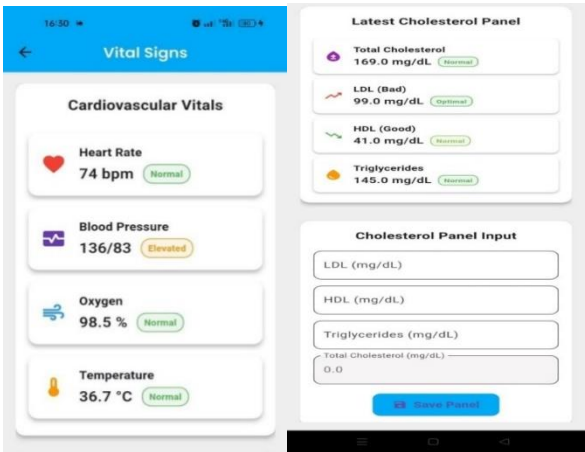 16:50
Vital Signs
Cardiovascular Vitals
Heart Rate
74 bpm Normal
Blood Pressure
136/83 Elevated
Oxygen
98.5 % Normal
Temperature
36.7 °C Normal
Latest Cholesterol Panel
Total Cholesterol
169.0 mg/dL Normal
LDL (Bad)
99.0 mg/dL Optimal
HDL (Good)
41.0 mg/dL Normal
Triglycerides
145.0 mg/dL Normal
Cholesterol Panel Input
LDL (mg/dL)
HDL (mg/dL)
Triglycerides (mg/dL)
Total Cholesterol (mg/dL)
0.0
Save Panel